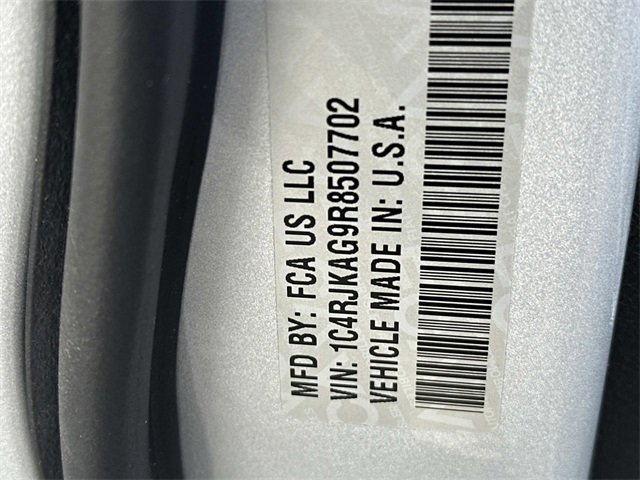 MFD BY: FCA US LLC
VIN: 1C4RJKAG9R8507702
VEHICLE MADE IN: U.S.A.